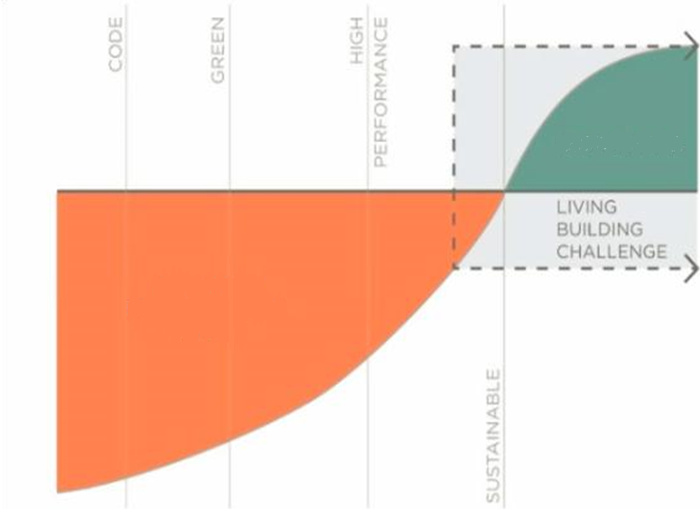 CODE
GREEN
HIGH
PERFORMANCE
LIVING
BUILDING
CHALLENGE
SUSTAINABLE